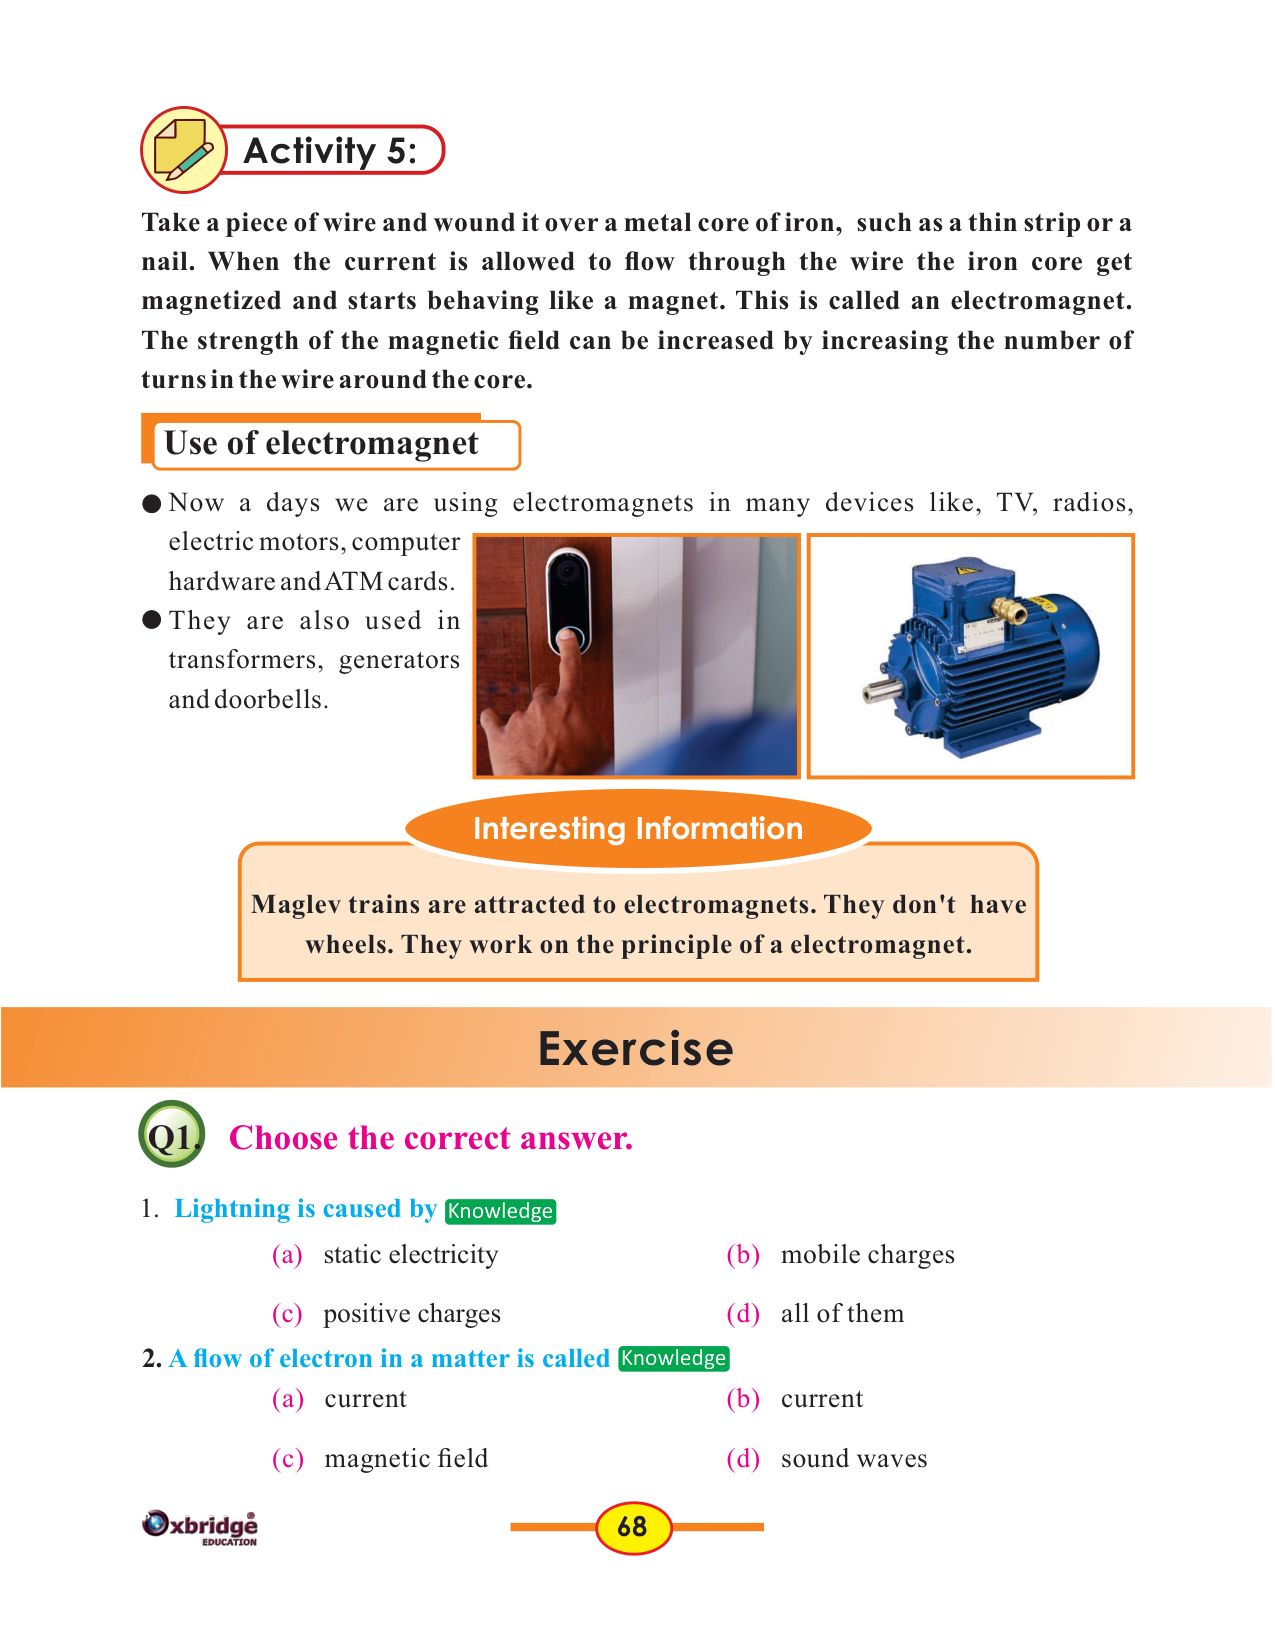 Activity 5:
Take a piece of wire and wound it over a metal core of iron,  such as a thin strip or a
nail. When the current is allowed to flow through the wire the iron core get
magnetized and starts behaving like a magnet. This is called an electromagnet.
The strength of the magnetic field can be increased by increasing the number of
turns in the wire around the core.
Use of electromagnet
● Now a days we are using electromagnets in many devices like, TV, radios,
electric motors, computer
hardware and ATM cards.
● They are also used in
transformers, generators
and doorbells.
Interesting Information
Maglev trains are attracted to electromagnets. They don't  have
wheels. They work on the principle of a electromagnet.
Exercise
Q1. Choose the correct answer.
1. Lightning is caused by Knowledge
(a) static electricity (b) mobile charges
(c) positive charges (d) all of them
2. A flow of electron in a matter is called Knowledge
(a) current (b) current
(c) magnetic field (d) sound waves
Oxbridge®
EDUCATION
68